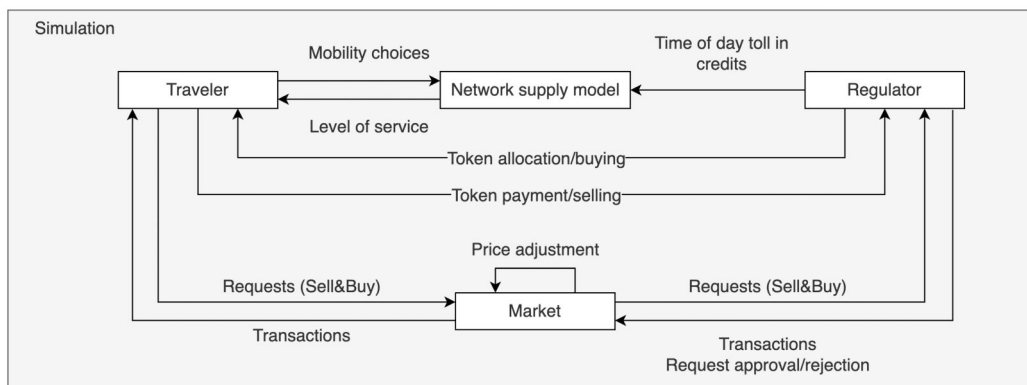 Simulation
Mobility choices
Time of day toll in
credits
Traveler
Network supply model
Regulator
Level of service
Token allocation/buying
Token payment/selling
Price adjustment
Requests (Sell&Buy)
Requests (Sell&Buy)
Market
Transactions
Transactions
Request approval/rejection